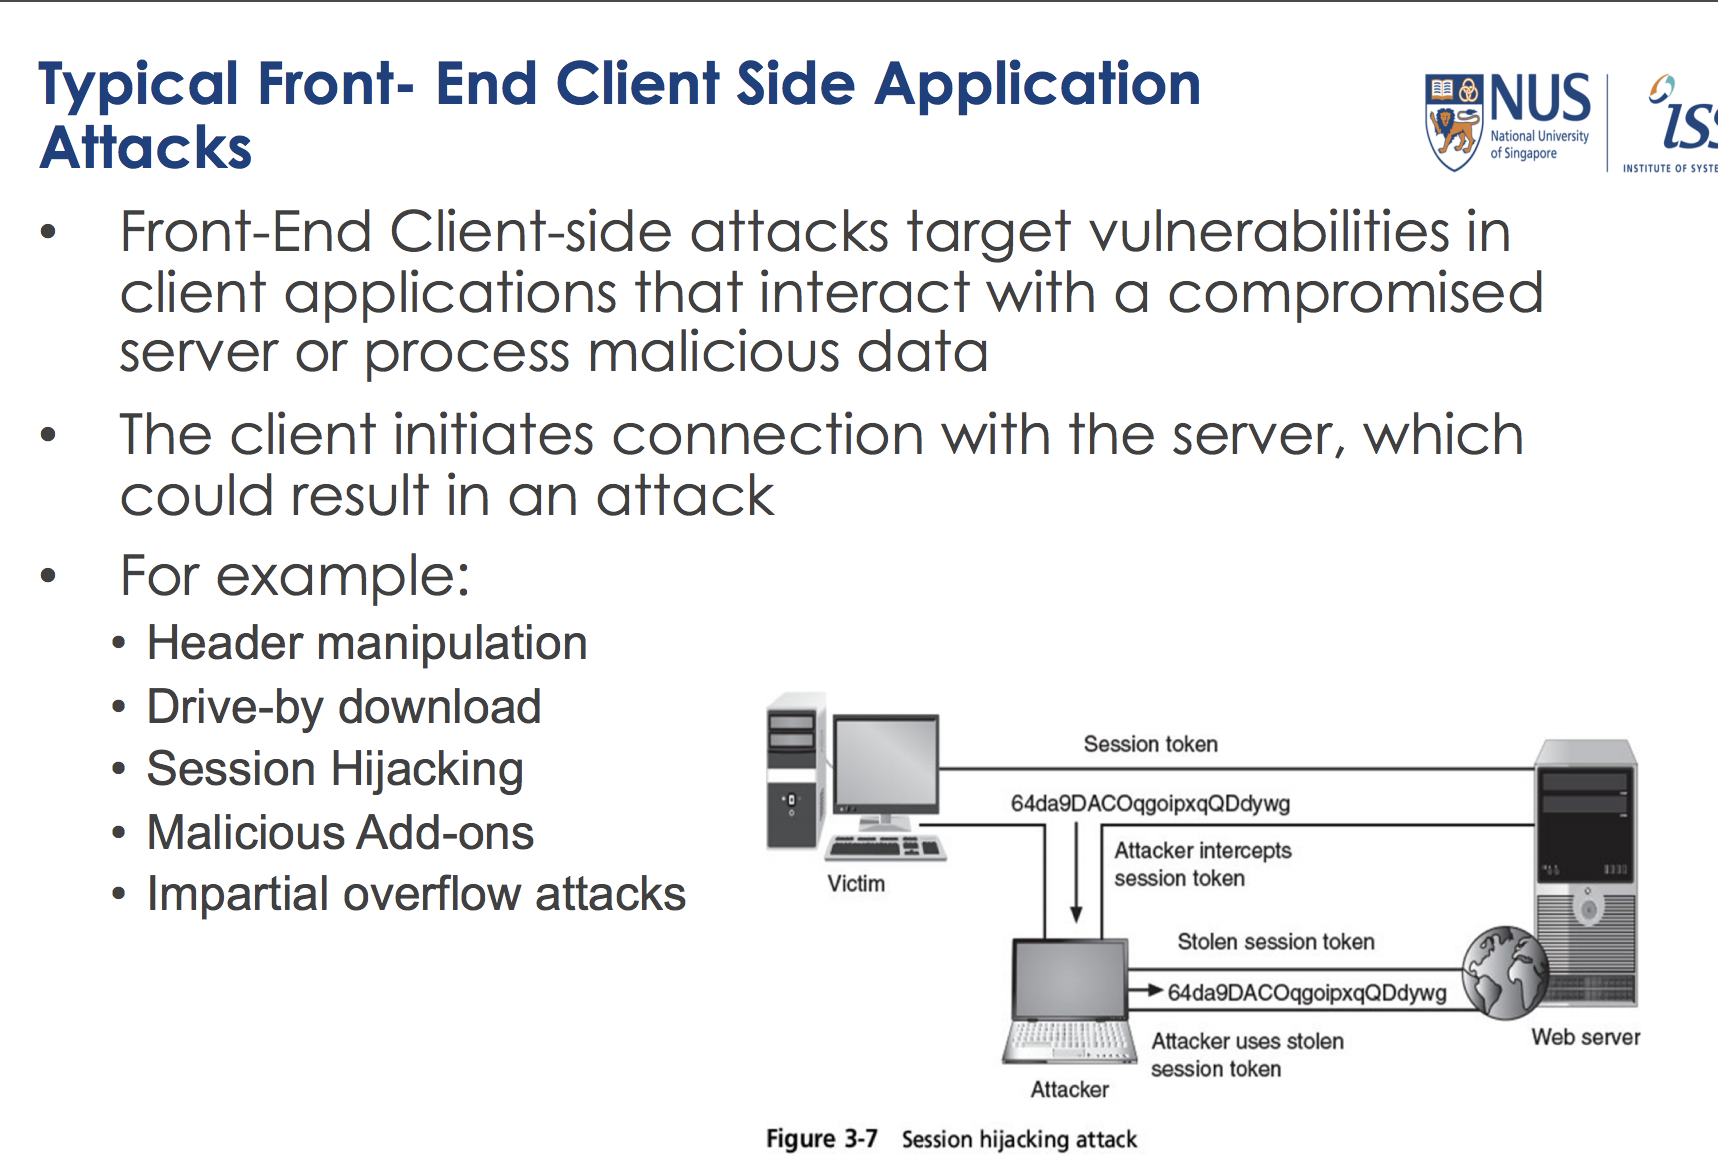 Typical Front- End Client Side Application
Attacks
NUS
National University
of Singapore
INSTITUTE OF
• Front-End Client-side attacks target vulnerabilities in
client applications that interact with a compromised
server or process malicious data
• The client initiates connection with the server, which
could result in an attack
• For example:
• Header manipulation
• Drive-by download
• Session Hijacking
• Malicious Add-ons
• Impartial overflow attacks
Session token
64da9DACOqgoipxqQDdywg
Attacker intercepts
session token
Victim
Stolen session token
64da9DACOqgoipxqQDdywg
Attacker uses stolen
session token
Attacker
Web server
Figure 3-7 Session hijacking attack